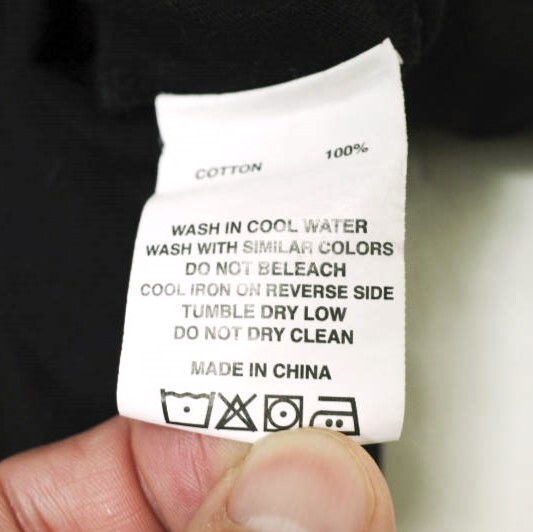 COTTON 100%
WASH IN COOL WATER
WASH WITH SIMILAR COLORS
DO NOT BELEACH
COOL IRON ON REVERSE SIDE
TUMBLE DRY LOW
DO NOT DRY CLEAN
MADE IN CHINA